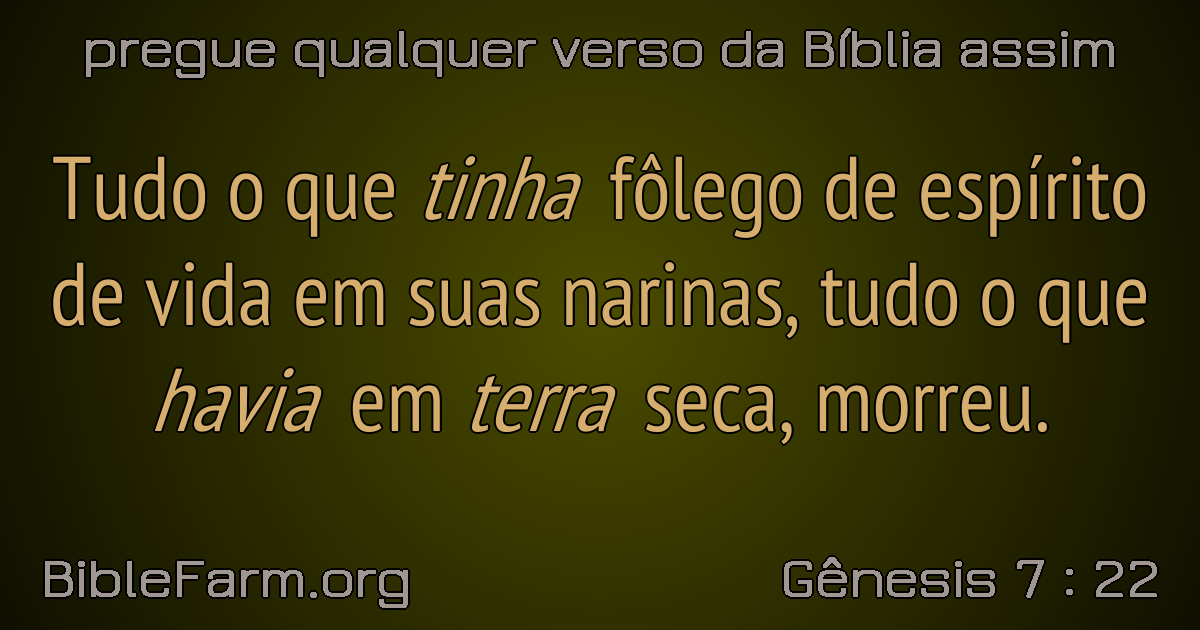 pregue qualquer verso da Bíblia assim
Tudo o que tinha fôlego de espírito
de vida em suas narinas, tudo o que
havia em terra seca, morreu.
BibleFarm.org
Gênesis 7 : 22